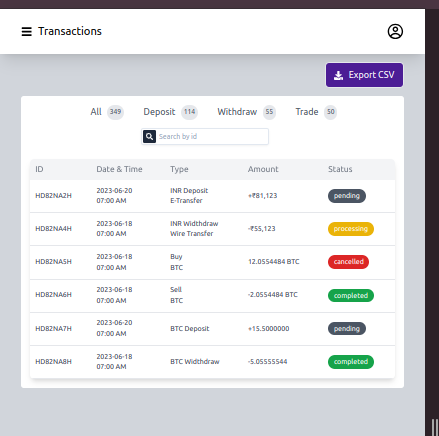 Transactions
Export CSV
All 349 Deposit 114 Withdraw 55 Trade 50
Search by id
ID Date & Time Type Amount Status
HD82NA2H 2023-06-20 07:00 AM INR Deposit E-Transfer +₹81,123 pending
HD82NA4H 2023-06-18 07:00 AM INR Widthdraw Wire Transfer -₹55,123 processing
HD82NA5H 2023-06-18 07:00 AM Buy BTC 12.0554484 BTC cancelled
HD82NA6H 2023-06-18 07:00 AM Sell BTC -2.0554484 BTC completed
HD82NA7H 2023-06-20 07:00 AM BTC Deposit +15.5000000 pending
HD82NA8H 2023-06-18 07:00 AM BTC Widthdraw -5.05555544 completed